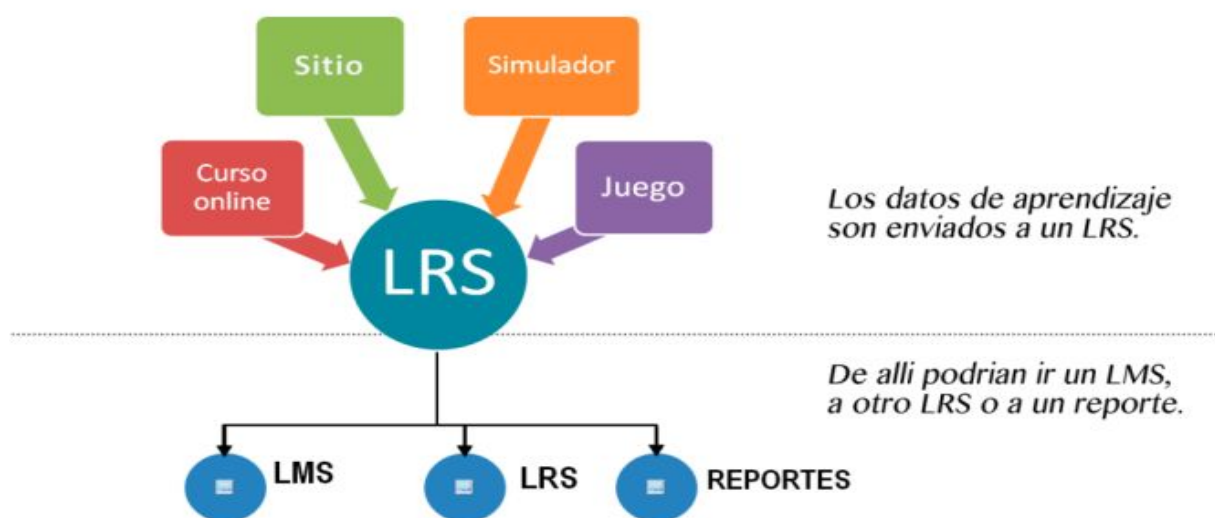 Sitio
Simulador
Curso
online
Juego
LRS
Los datos de aprendizaje
son enviados a un LRS.
De alli podrian ir un LMS,
a otro LRS o a un reporte.
LMS
LRS
REPORTES